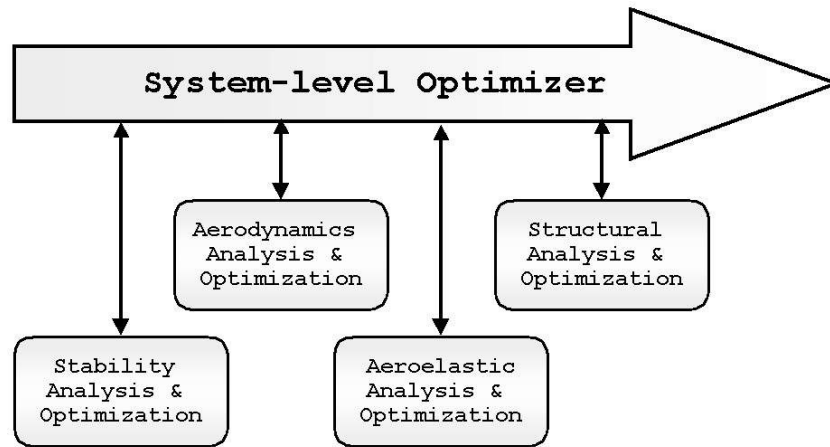 System-level Optimizer
Aerodynamics
Analysis &
Optimization
Structural
Analysis &
Optimization
Stability
Analysis &
Optimization
Aeroelastic
Analysis &
Optimization